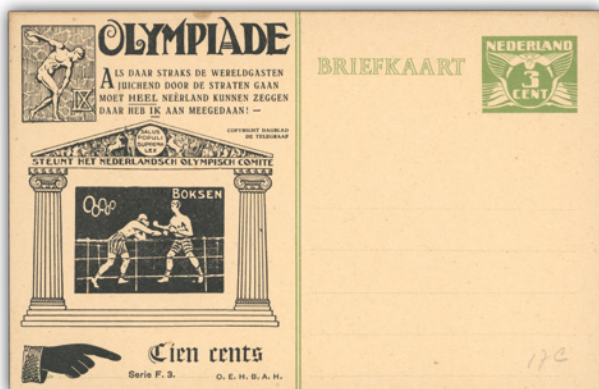 OLYMPIADE
ALS DAAR STRAKS DE WERELDGASTEN
JUICHEND DOOR DE STRATEN GAAN
MOET HEEL NEÊRLAND KUNNEN ZEGGEN
DAAR HEB IK AAN MEEGEDAAN! —
IX
COPYRIGHT DAGBLAD
DE TELEGRAAF
SALUS
POPULI
SUPREMA
LEX
STEUNT HET NEDERLANDSCH OLYMPISCH COMITÉ
BOKSEN
Tien cents
Serie F. 3.
O. E. H. B. A. H.
BRIEFKAART
NEDERLAND
3
CENT
17C